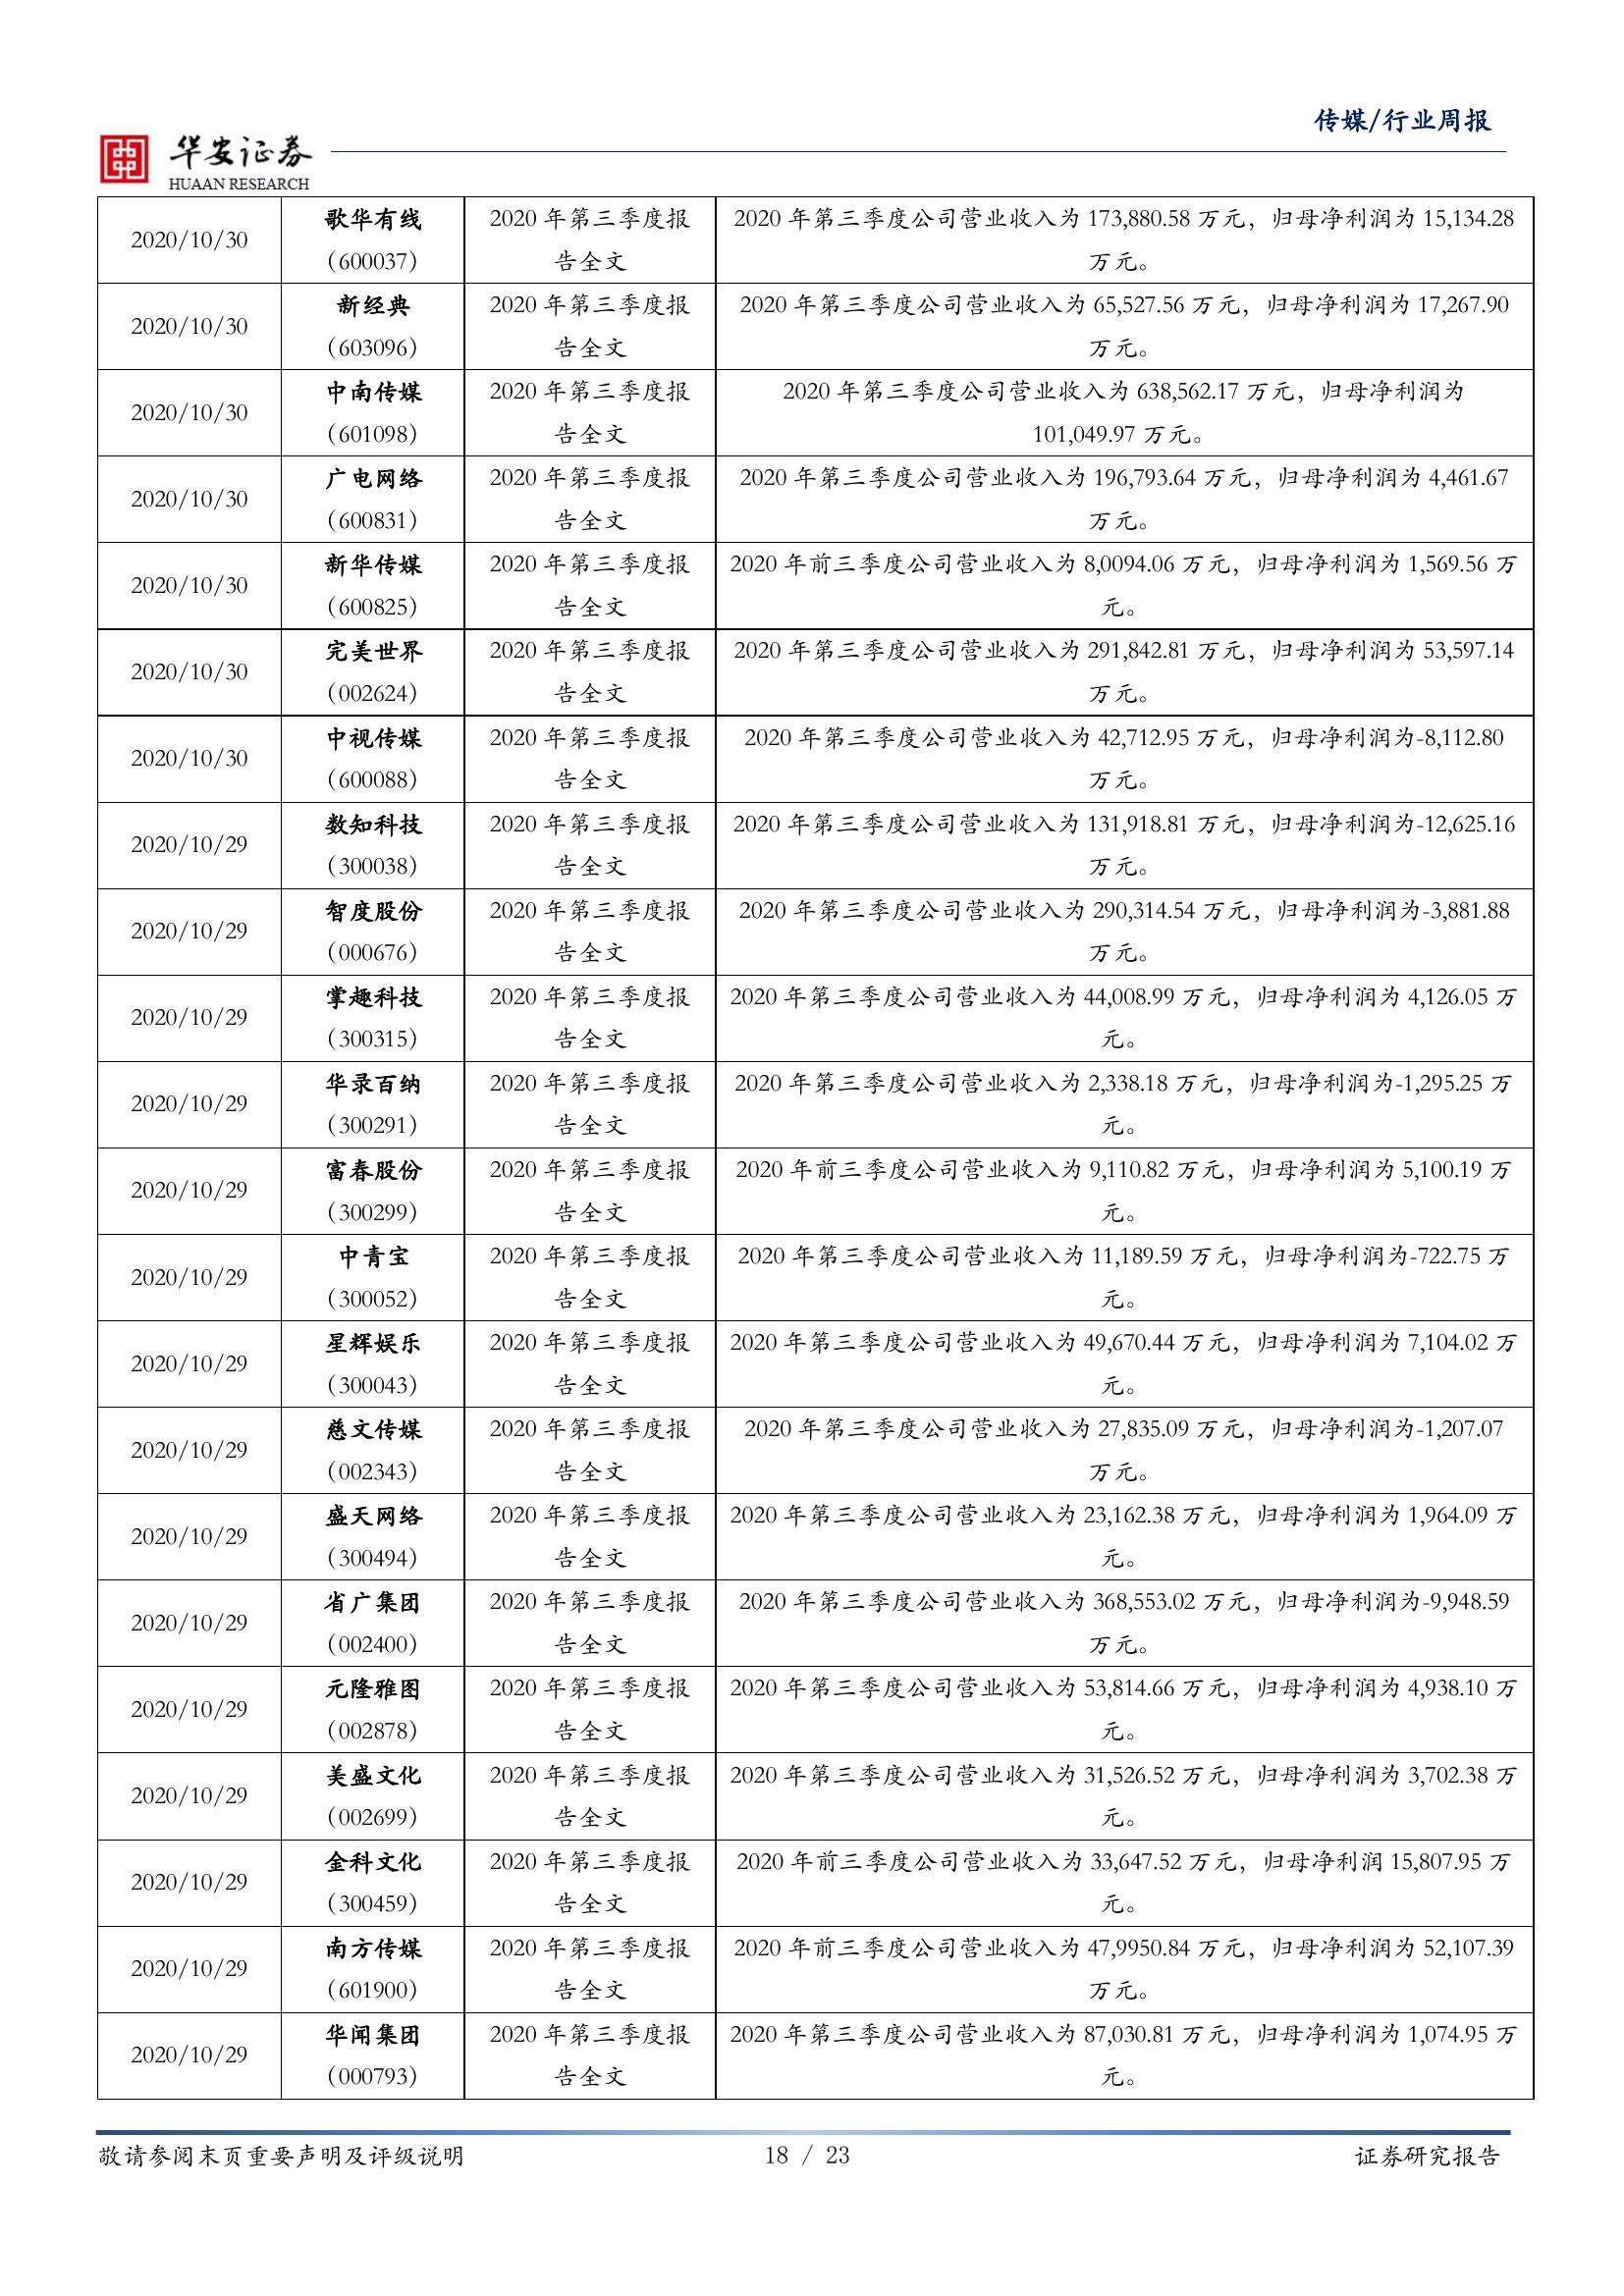 传媒/行业周报
华安证券
HUAAN RESEARCH
2020/10/30
歌华有线
（600037）
2020 年第三季度报
告全文
2020 年第三季度公司营业收入为 173,880.58 万元，归母净利润为 15,134.28
万元。
2020/10/30
新经典
（603096）
2020 年第三季度报
告全文
2020 年第三季度公司营业收入为 65,527.56 万元，归母净利润为 17,267.90
万元。
2020/10/30
中南传媒
（601098）
2020 年第三季度报
告全文
2020 年第三季度公司营业收入为 638,562.17 万元，归母净利润为
101,049.97 万元。
2020/10/30
广电网络
（600831）
2020 年第三季度报
告全文
2020 年第三季度公司营业收入为 196,793.64 万元，归母净利润为 4,461.67
万元。
2020/10/30
新华传媒
（600825）
2020 年第三季度报
告全文
2020 年前三季度公司营业收入为 8,0094.06 万元，归母净利润为 1,569.56 万
元。
2020/10/30
完美世界
（002624）
2020 年第三季度报
告全文
2020 年第三季度公司营业收入为 291,842.81 万元，归母净利润为 53,597.14
万元。
2020/10/30
中视传媒
（600088）
2020 年第三季度报
告全文
2020 年第三季度公司营业收入为 42,712.95 万元，归母净利润为-8,112.80
万元。
2020/10/29
数知科技
（300038）
2020 年第三季度报
告全文
2020 年第三季度公司营业收入为 131,918.81 万元，归母净利润为-12,625.16
万元。
2020/10/29
智度股份
（000676）
2020 年第三季度报
告全文
2020 年第三季度公司营业收入为 290,314.54 万元，归母净利润为-3,881.88
万元。
2020/10/29
掌趣科技
（300315）
2020 年第三季度报
告全文
2020 年第三季度公司营业收入为 44,008.99 万元，归母净利润为 4,126.05 万
元。
2020/10/29
华录百纳
（300291）
2020 年第三季度报
告全文
2020 年第三季度公司营业收入为 2,338.18 万元，归母净利润为-1,295.25 万
元。
2020/10/29
富春股份
（300299）
2020 年第三季度报
告全文
2020 年前三季度公司营业收入为 9,110.82 万元，归母净利润为 5,100.19 万
元。
2020/10/29
中青宝
（300052）
2020 年第三季度报
告全文
2020 年第三季度公司营业收入为 11,189.59 万元，归母净利润为-722.75 万
元。
2020/10/29
星辉娱乐
（300043）
2020 年第三季度报
告全文
2020 年第三季度公司营业收入为 49,670.44 万元，归母净利润为 7,104.02 万
元。
2020/10/29
慈文传媒
（002343）
2020 年第三季度报
告全文
2020 年第三季度公司营业收入为 27,835.09 万元，归母净利润为-1,207.07
万元。
2020/10/29
盛天网络
（300494）
2020 年第三季度报
告全文
2020 年第三季度公司营业收入为 23,162.38 万元，归母净利润为 1,964.09 万
元。
2020/10/29
省广集团
（002400）
2020 年第三季度报
告全文
2020 年第三季度公司营业收入为 368,553.02 万元，归母净利润为-9,948.59
万元。
2020/10/29
元隆雅图
（002878）
2020 年第三季度报
告全文
2020 年第三季度公司营业收入为 53,814.66 万元，归母净利润为 4,938.10 万
元。
2020/10/29
美盛文化
（002699）
2020 年第三季度报
告全文
2020 年第三季度公司营业收入为 31,526.52 万元，归母净利润为 3,702.38 万
元。
2020/10/29
金科文化
（300459）
2020 年第三季度报
告全文
2020 年前三季度公司营业收入为 33,647.52 万元，归母净利润 15,807.95 万
元。
2020/10/29
南方传媒
（601900）
2020 年第三季度报
告全文
2020 年前三季度公司营业收入为 47,9950.84 万元，归母净利润为 52,107.39
万元。
2020/10/29
华闻集团
（000793）
2020 年第三季度报
告全文
2020 年第三季度公司营业收入为 87,030.81 万元，归母净利润为 1,074.95 万
元。
敬请参阅末页重要声明及评级说明
18 / 23
证券研究报告